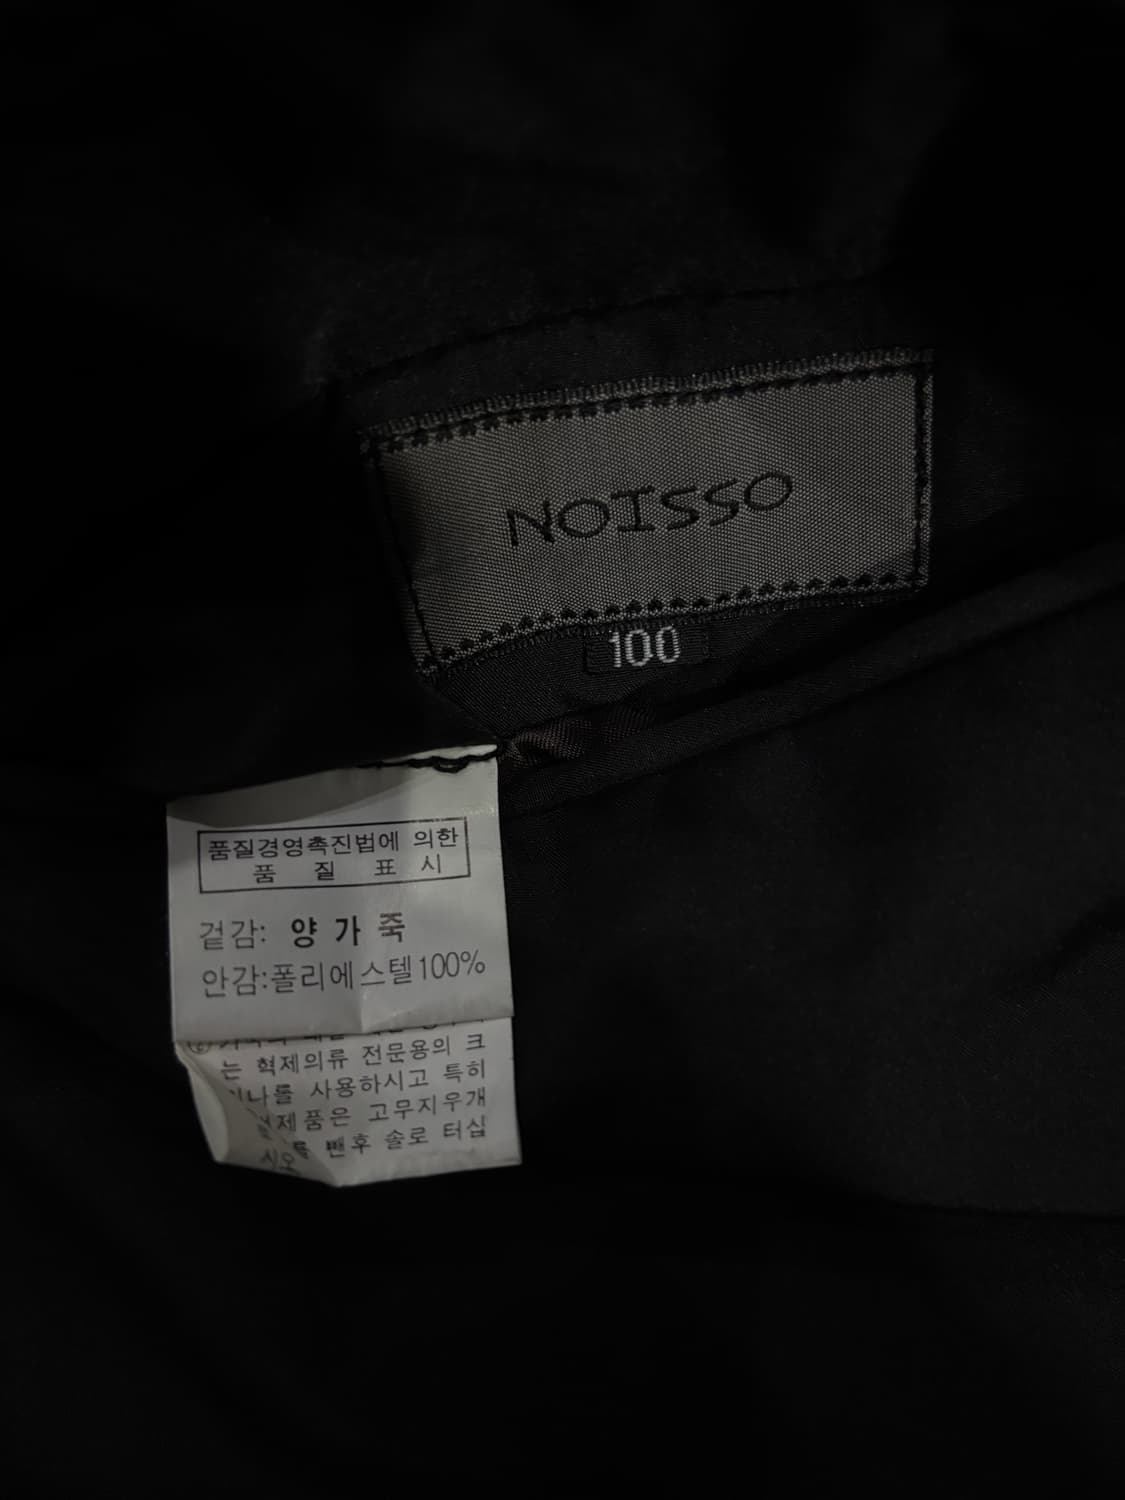 NOISSO
100
품질경영촉진법에 의한
품 질 표 시
겉감: 양가죽
안감:폴리에스텔100%
는 혁제의류 전문용의 크
를 사용하시고 특히
제품은 고무지우개
를 뺀후 솔로 터십
시오